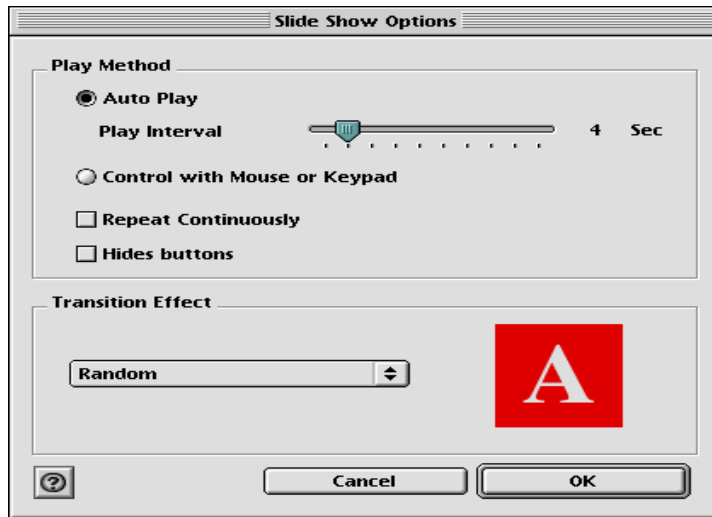 Slide Show Options
Play Method
Auto Play
Play Interval 4 Sec
Control with Mouse or Keypad
Repeat Continuously
Hides buttons
Transition Effect
Random
A
?
Cancel OK